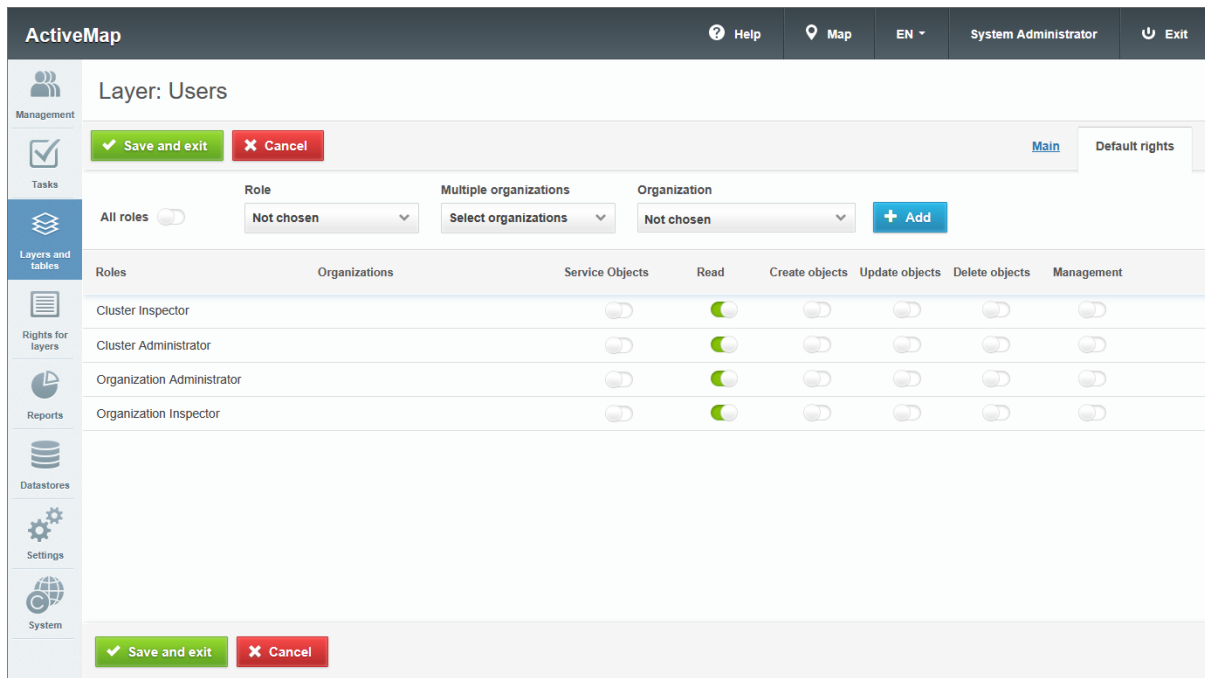 ActiveMap
Help
Map
EN
System Administrator
Exit
Management
Tasks
Layers and
tables
Rights for
layers
Reports
Datastores
Settings
System
Layer: Users
Save and exit
Cancel
Main
Default rights
All roles
Role
Not chosen
Multiple organizations
Select organizations
Organization
Not chosen
Add
Roles
Organizations
Service Objects
Read
Create objects
Update objects
Delete objects
Management
Cluster Inspector
Cluster Administrator
Organization Administrator
Organization Inspector
Save and exit
Cancel